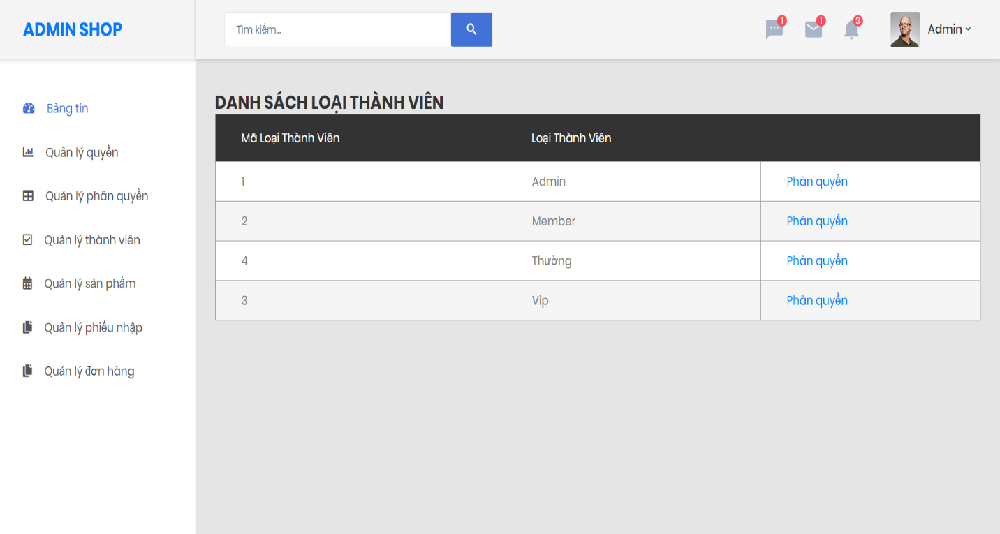 ADMIN SHOP
Tìm kiếm...
1
1
3
Admin
Bảng tin
Quản lý quyền
Quản lý phân quyền
Quản lý thành viên
Quản lý sản phẩm
Quản lý phiếu nhập
Quản lý đơn hàng
DANH SÁCH LOẠI THÀNH VIÊN
Mã Loại Thành Viên Loại Thành Viên
1 Admin Phân quyền
2 Member Phân quyền
4 Thường Phân quyền
3 Vip Phân quyền